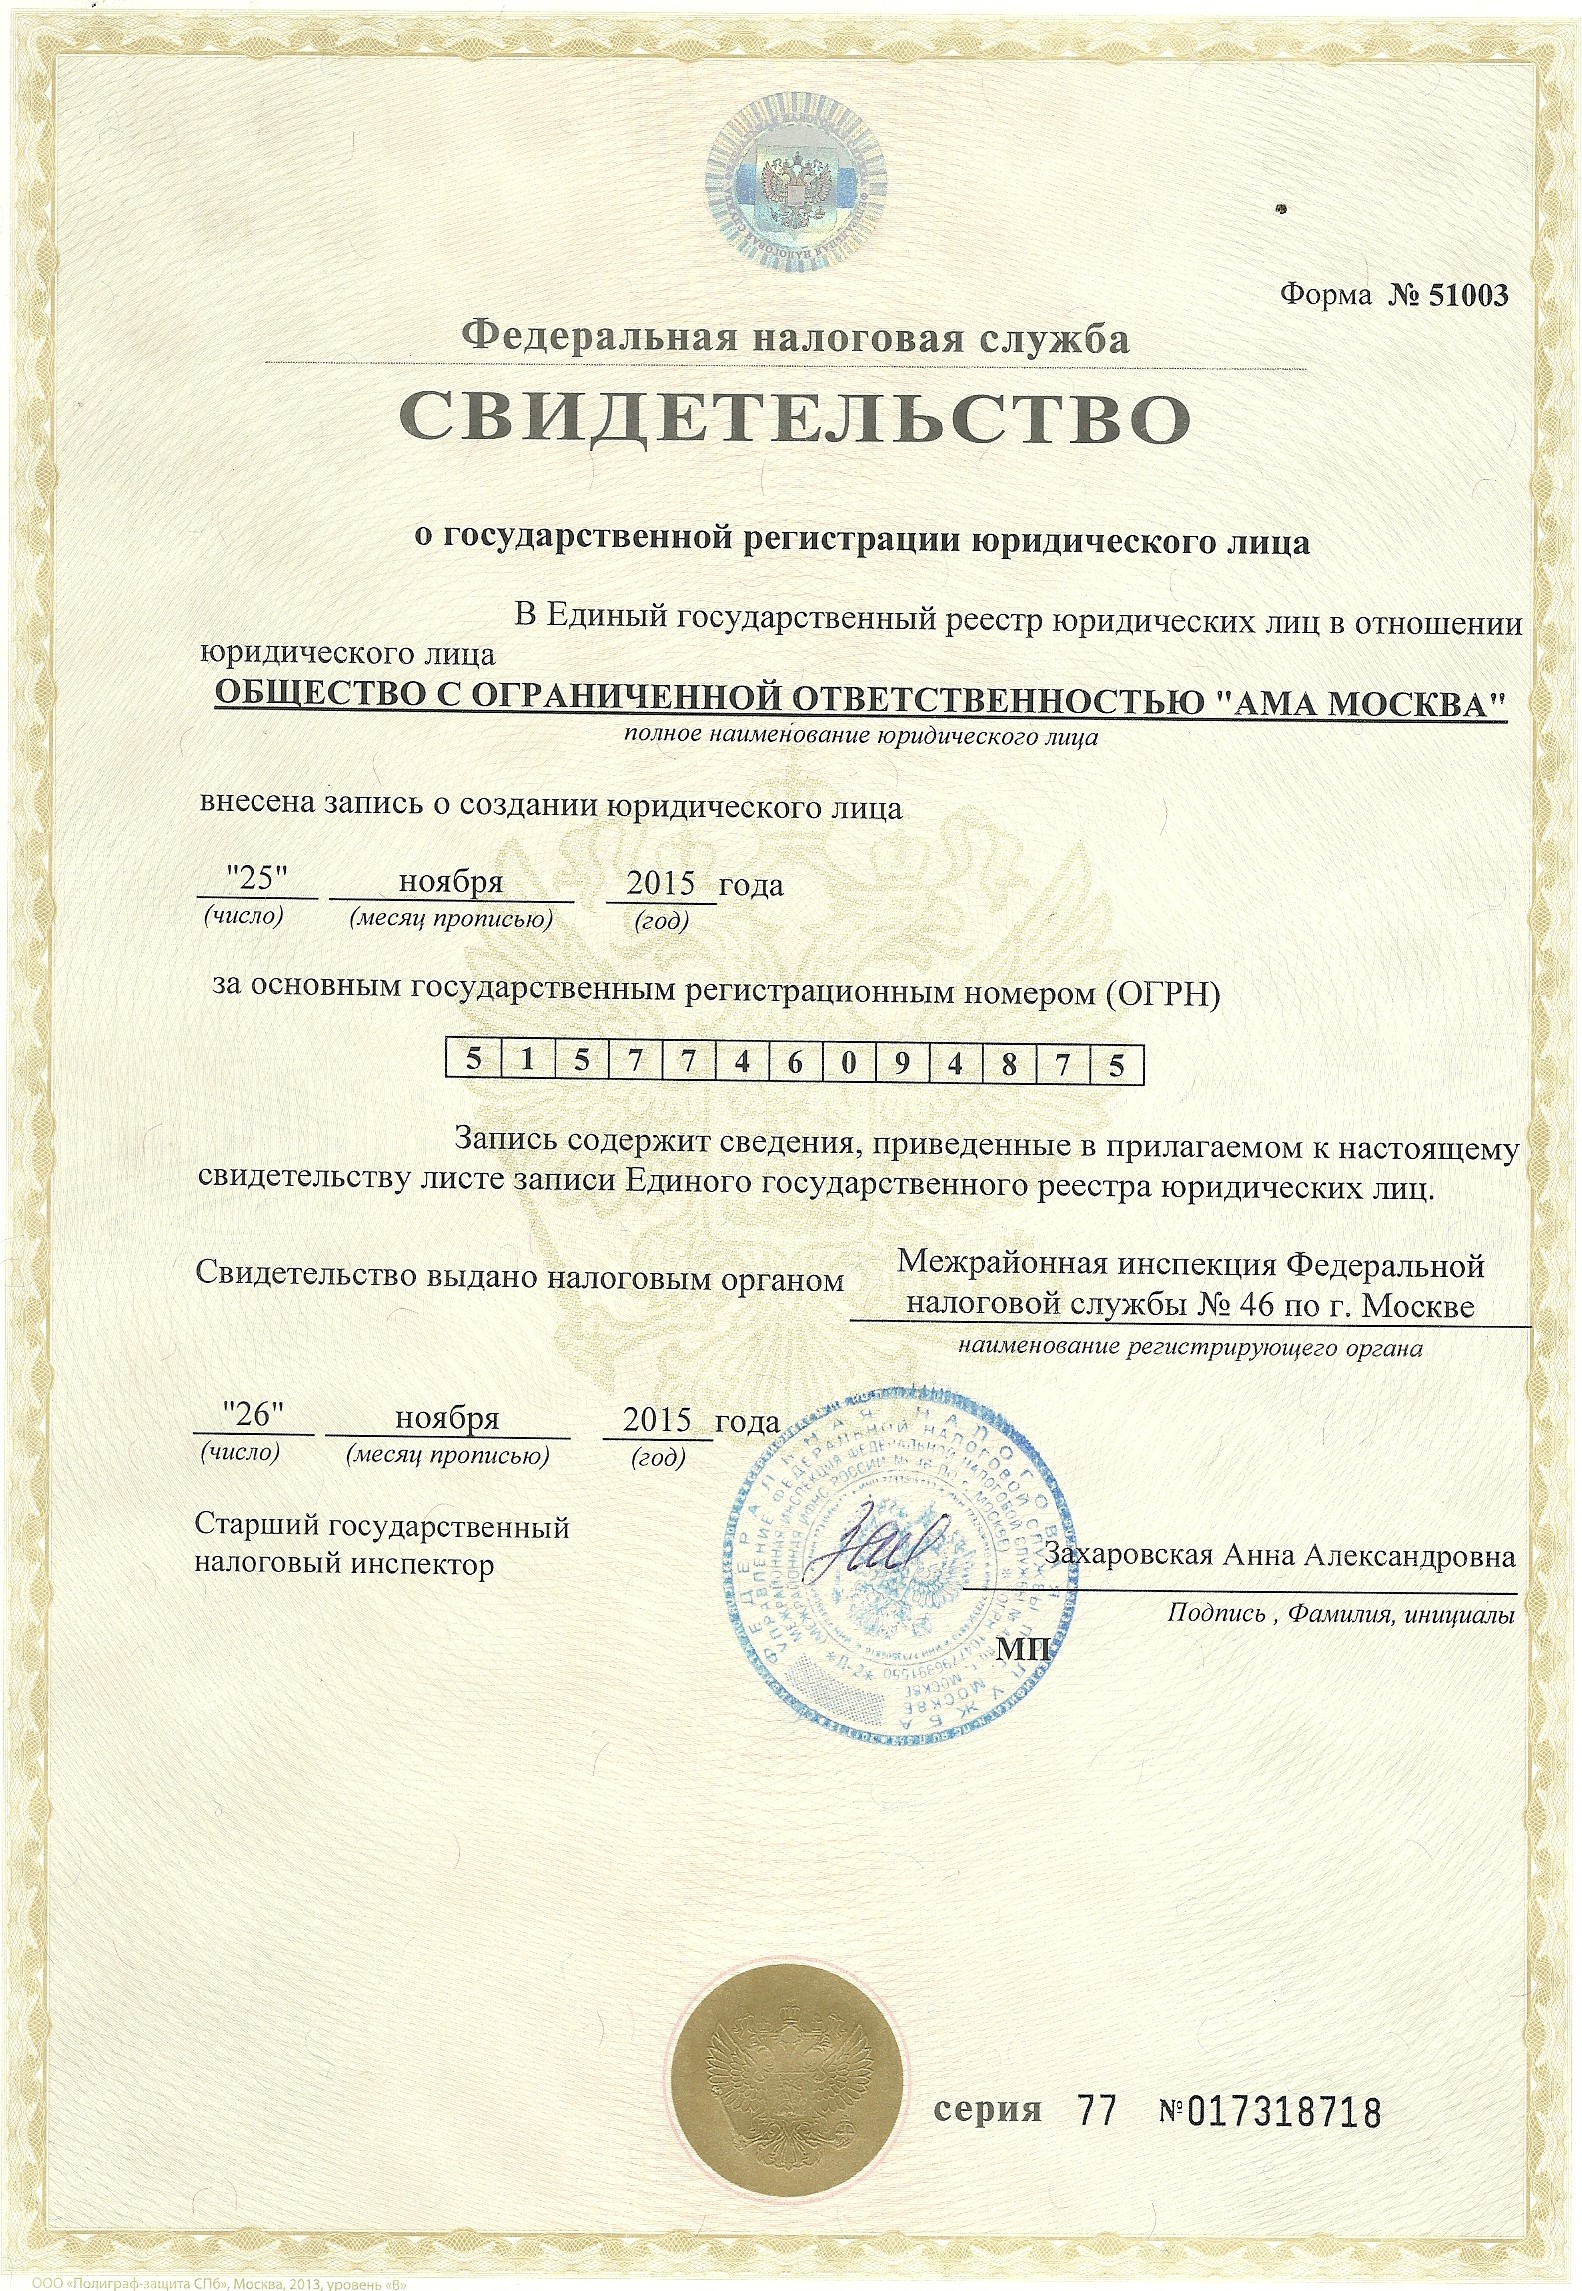 Форма № 51003
Федеральная налоговая служба
СВИДЕТЕЛЬСТВО
о государственной регистрации юридического лица
В Единый государственный реестр юридических лиц в отношении
юридического лица
ОБЩЕСТВО С ОГРАНИЧЕННОЙ ОТВЕТСТВЕННОСТЬЮ "АМА МОСКВА"
полное наименование юридического лица
внесена запись о создании юридического лица
"25" ноября 2015 года
(число) (месяц прописью) (год)
за основным государственным регистрационным номером (ОГРН)
5 1 5 7 7 4 6 0 9 4 8 7 5
Запись содержит сведения, приведенные в прилагаемом к настоящему
свидетельству листе записи Единого государственного реестра юридических лиц.
Свидетельство выдано налоговым органом
Межрайонная инспекция Федеральной
налоговой службы № 46 по г. Москве
наименование регистрирующего органа
"26" ноября 2015 года
(число) (месяц прописью) (год)
Старший государственный
налоговый инспектор
Захаровская Анна Александровна
Подпись , Фамилия, инициалы
МП
серия 77 №017318718
ООО «Полиграф-защита СПб», Москва, 2013, уровень «В»